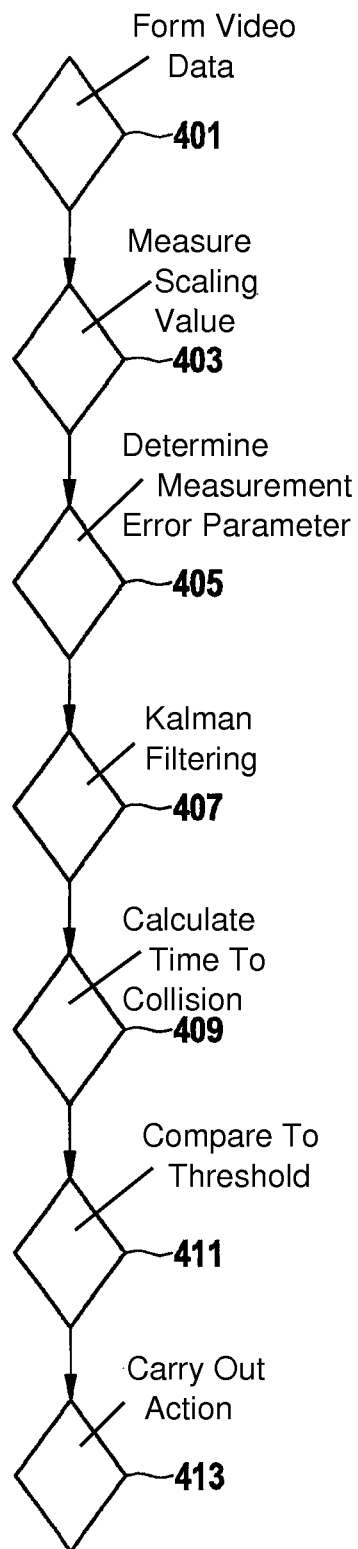 Form Video
Data
401
Measure
Scaling
Value
403
Determine
Measurement
Error Parameter
405
Kalman
Filtering
407
Calculate
Time To
Collision
409
Compare To
Threshold
411
Carry Out
Action
413